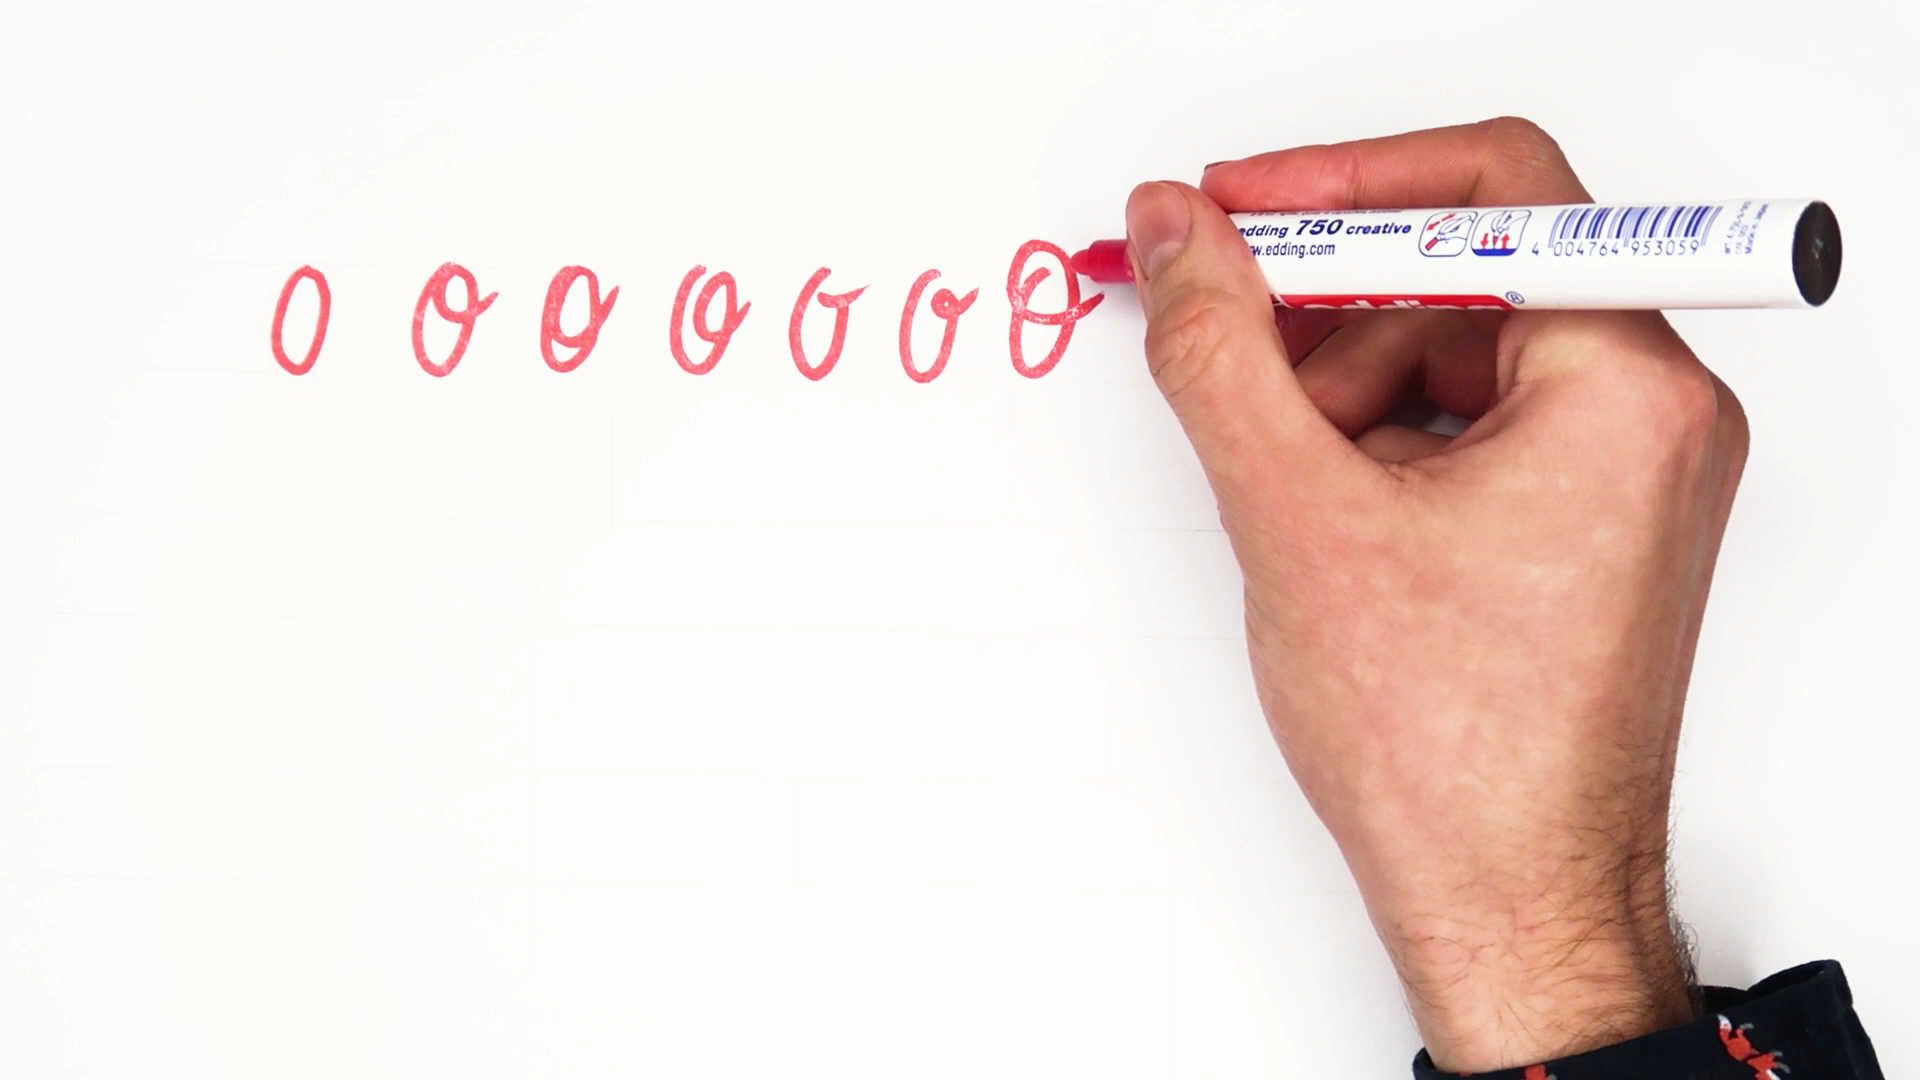 o o o o o o o
edding 750 creative
w.edding.com
4 004764 953059